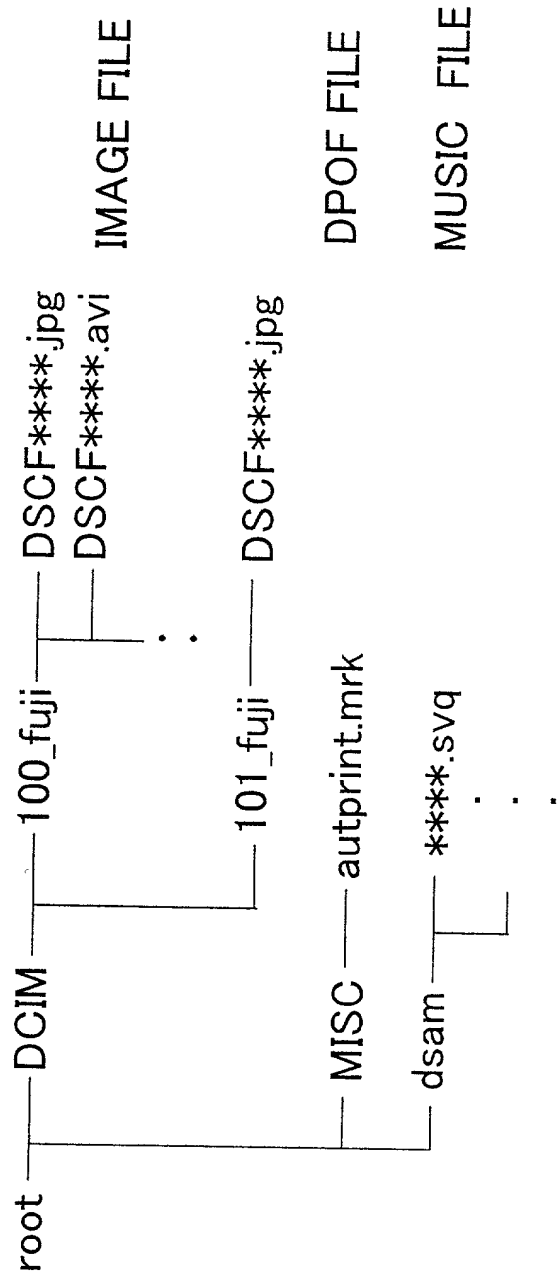 root DCIM 100_fuji DSCF****.jpg
DSCF****.avi
IMAGE FILE
101_fuji DSCF****.jpg
MISC autprint.mrk DPOF FILE
dsam ****.svq MUSIC FILE